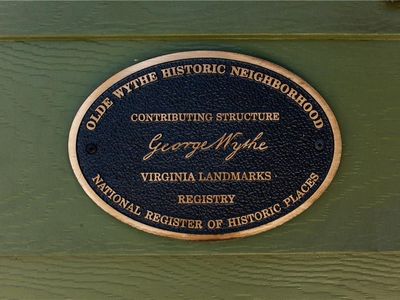 OLDE WYTHE HISTORIC NEIGHBORHOOD
CONTRIBUTING STRUCTURE
George Wythe
VIRGINIA LANDMARKS
REGISTRY
NATIONAL REGISTER OF HISTORIC PLACES